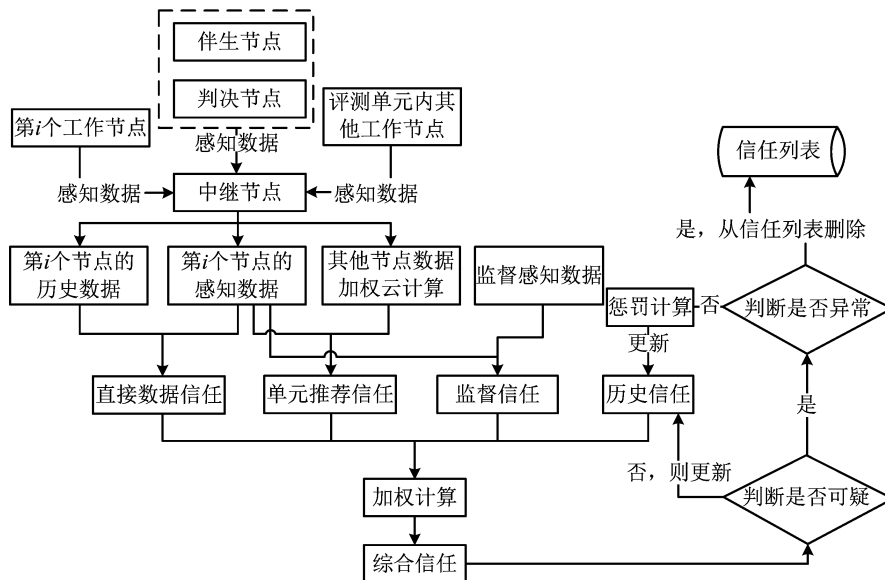 伴生节点
判决节点
第i个工作节点
评测单元内其
他工作节点
感知数据
感知数据
中继节点
感知数据
信任列表
是，从信任列表删除
第i个节点的
历史数据
第i个节点的
感知数据
其他节点数据
加权云计算
监督感知数据
惩罚计算
否
判断是否异常
更新
直接数据信任
单元推荐信任
监督信任
历史信任
是
否，则更新
判断是否可疑
加权计算
综合信任